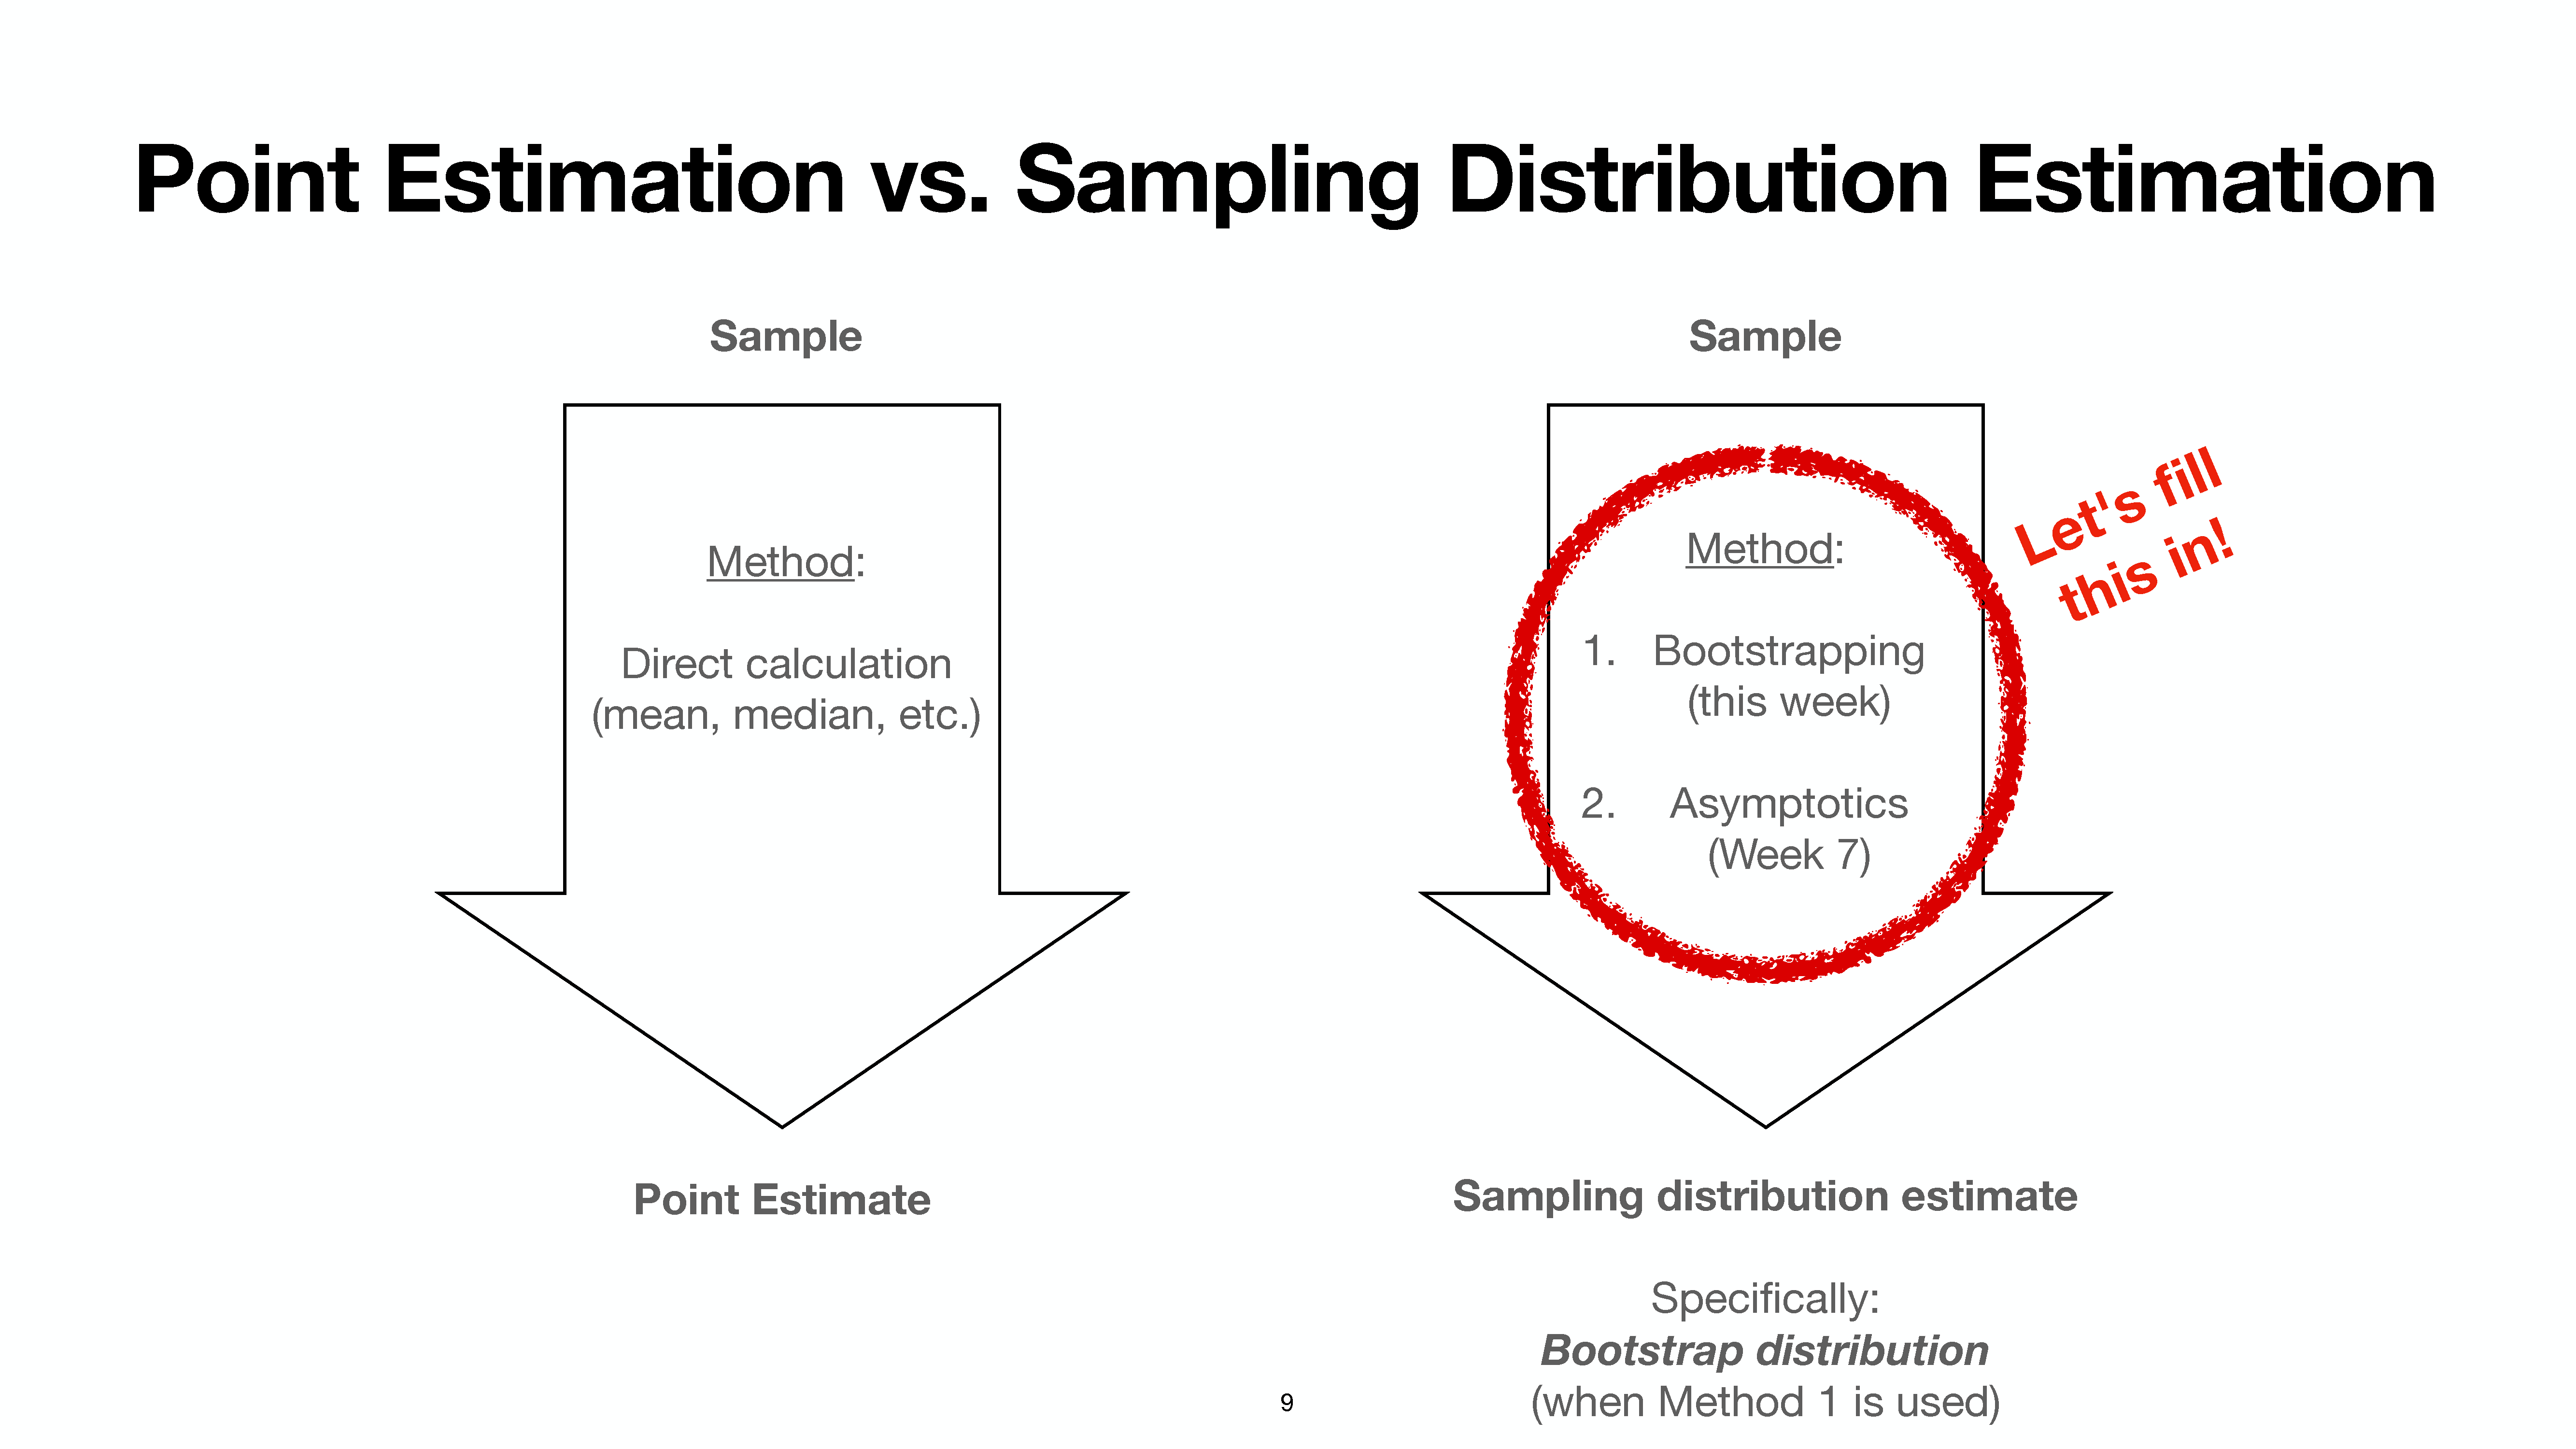 Point Estimation vs. Sampling Distribution Estimation
Sample
Method:
Direct calculation
(mean, median, etc.)
Point Estimate
Sample
Method:
1. Bootstrapping
(this week)
2. Asymptotics
(Week 7)
Let's fill
this in!
Sampling distribution estimate
Specifically:
Bootstrap distribution
(when Method 1 is used)
9